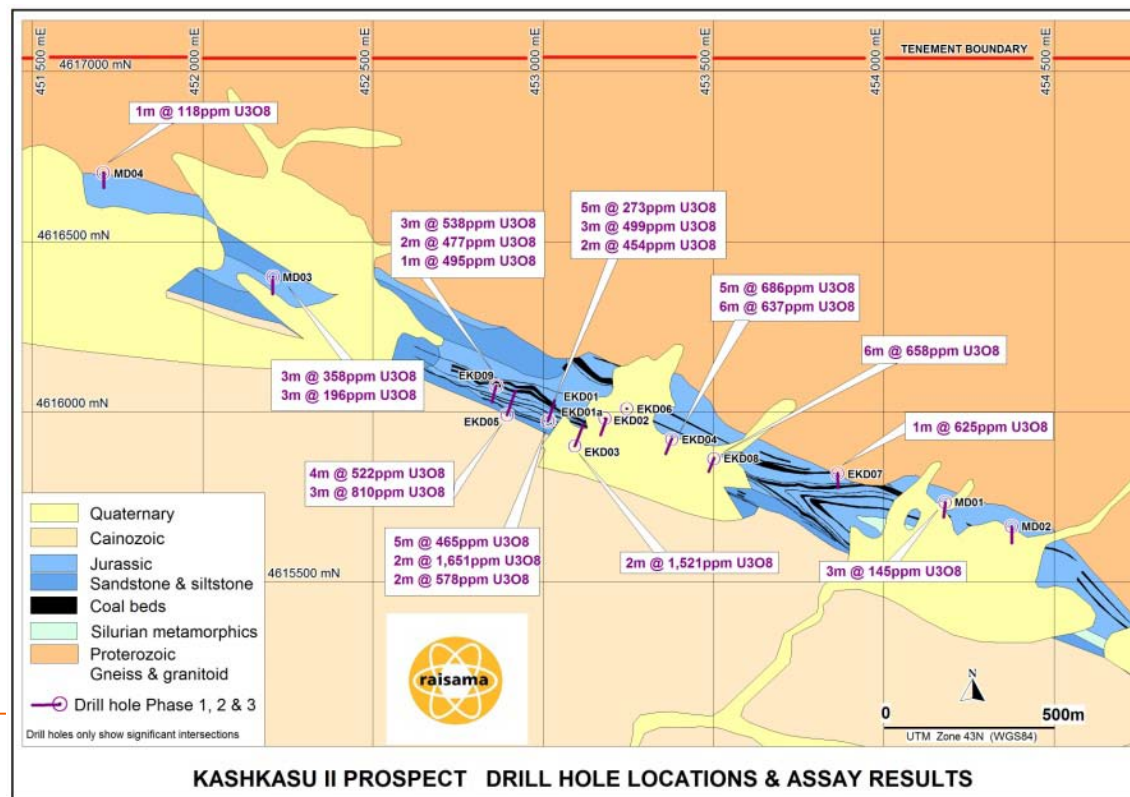 451 500 mE
452 000 mE
452 500 mE
453 000 mE
453 500 mE
454 000 mE
454 500 mE
TENEMENT BOUNDARY
4617000 mN
1m @ 118ppm U3O8
MD04
4616500 mN
3m @ 538ppm U3O8
2m @ 477ppm U3O8
1m @ 495ppm U3O8
5m @ 273ppm U3O8
3m @ 499ppm U3O8
2m @ 454ppm U3O8
MD03
5m @ 686ppm U3O8
6m @ 637ppm U3O8
6m @ 658ppm U3O8
3m @ 358ppm U3O8
3m @ 196ppm U3O8
EKD09
EKD01
4616000 mN
EKD01a
EKD06
EKD05
EKD02
EKD04
EKD03
EKD08
1m @ 625ppm U3O8
EKD07
MD01
MD02
4m @ 522ppm U3O8
3m @ 810ppm U3O8
5m @ 465ppm U3O8
2m @ 1,651ppm U3O8
2m @ 578ppm U3O8
2m @ 1,521ppm U3O8
3m @ 145ppm U3O8
4615500 mN
Quaternary
Cainozoic
Jurassic
Sandstone & siltstone
Coal beds
Silurian metamorphics
Proterozoic
Gneiss & granitoid
Drill hole Phase 1, 2 & 3
Drill holes only show significant intersections
raisama
N
0 500m
UTM Zone 43N (WGS84)
KASHKASU II PROSPECT DRILL HOLE LOCATIONS & ASSAY RESULTS